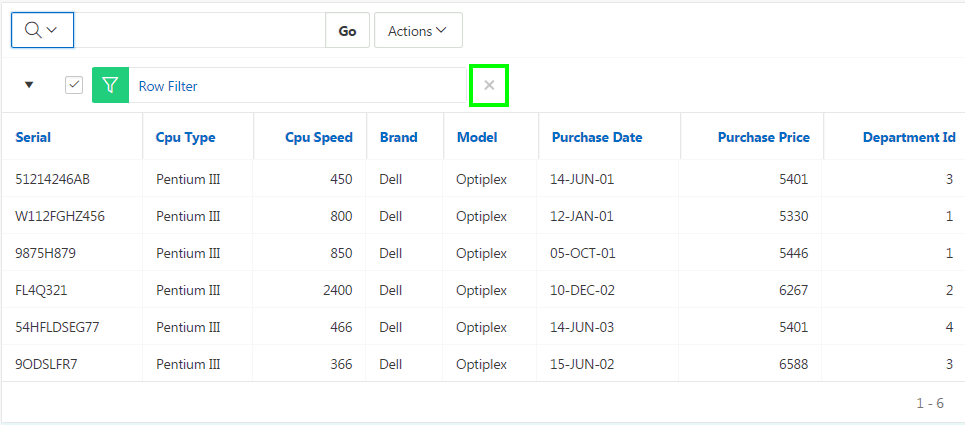 Go Actions
Row Filter
Serial Cpu Type Cpu Speed Brand Model Purchase Date Purchase Price Department Id
51214246AB Pentium III 450 Dell Optiplex 14-JUN-01 5401 3
W112FGHZ456 Pentium III 800 Dell Optiplex 12-JAN-01 5330 1
9875H879 Pentium III 850 Dell Optiplex 05-OCT-01 5446 1
FL4Q321 Pentium III 2400 Dell Optiplex 10-DEC-02 6267 2
54HFLDSEG77 Pentium III 466 Dell Optiplex 14-JUN-03 5401 4
9ODSLFR7 Pentium III 366 Dell Optiplex 15-JUN-02 6588 3
1 - 6